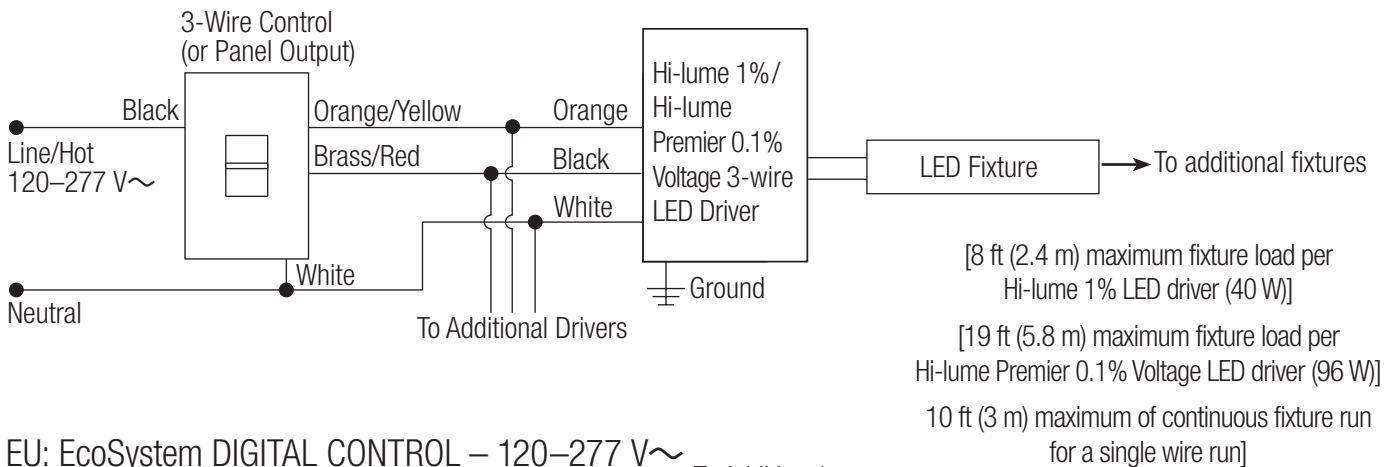 3-Wire Control
(or Panel Output)
Black
Orange/Yellow
Orange
Line/Hot
120–277 V～
Brass/Red
Black
White
White
Neutral
Hi-lume 1%/
Hi-lume
Premier 0.1%
Voltage 3-wire
LED Driver
Ground
To Additional Drivers
LED Fixture
To additional fixtures
[8 ft (2.4 m) maximum fixture load per
Hi-lume 1% LED driver (40 W)]
[19 ft (5.8 m) maximum fixture load per
Hi-lume Premier 0.1% Voltage LED driver (96 W)]
10 ft (3 m) maximum of continuous fixture run
for a single wire run]
EU: EcoSystem DIGITAL CONTROL – 120–277 V～